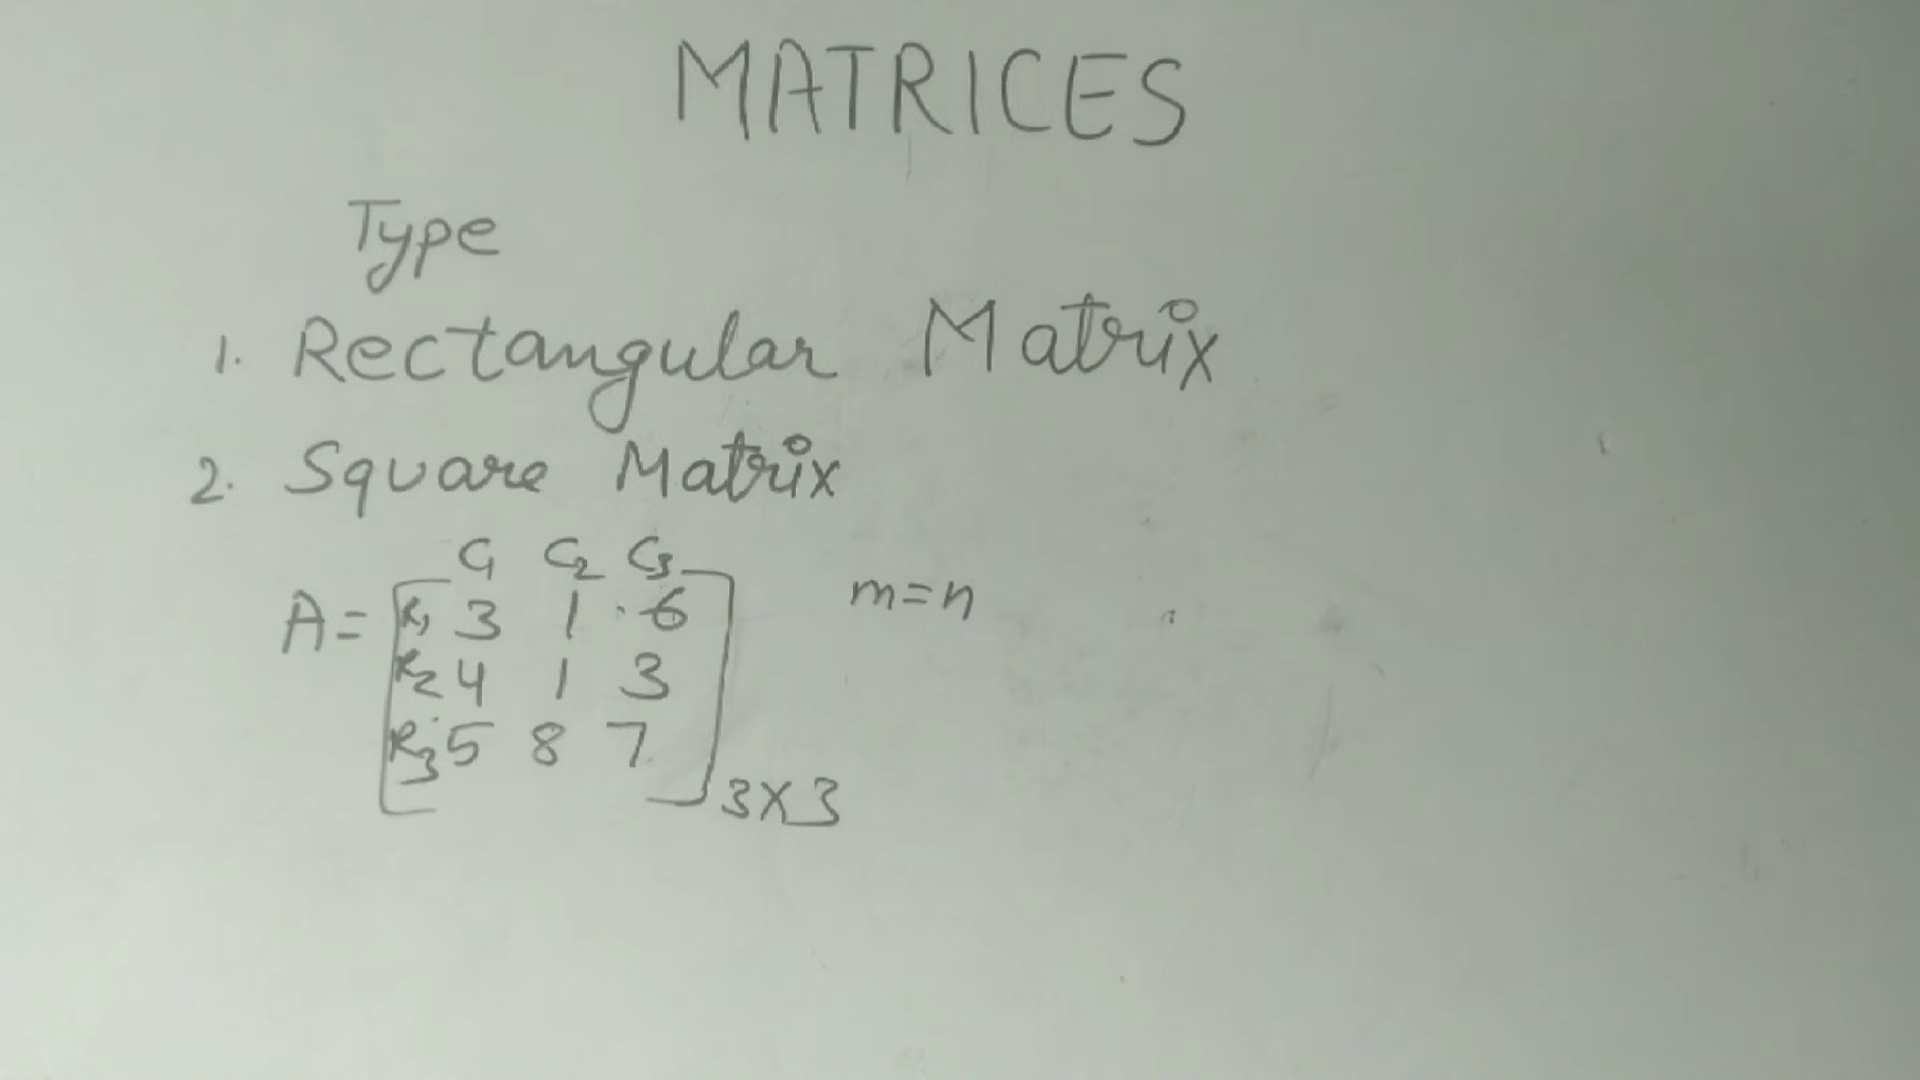 MATRICES
Type
1. Rectangular Matrix
2. Square Matrix
C1 C2 C3
A = R1 3 1 6 m=n
R2 4 1 3
R3 5 8 7
3X3